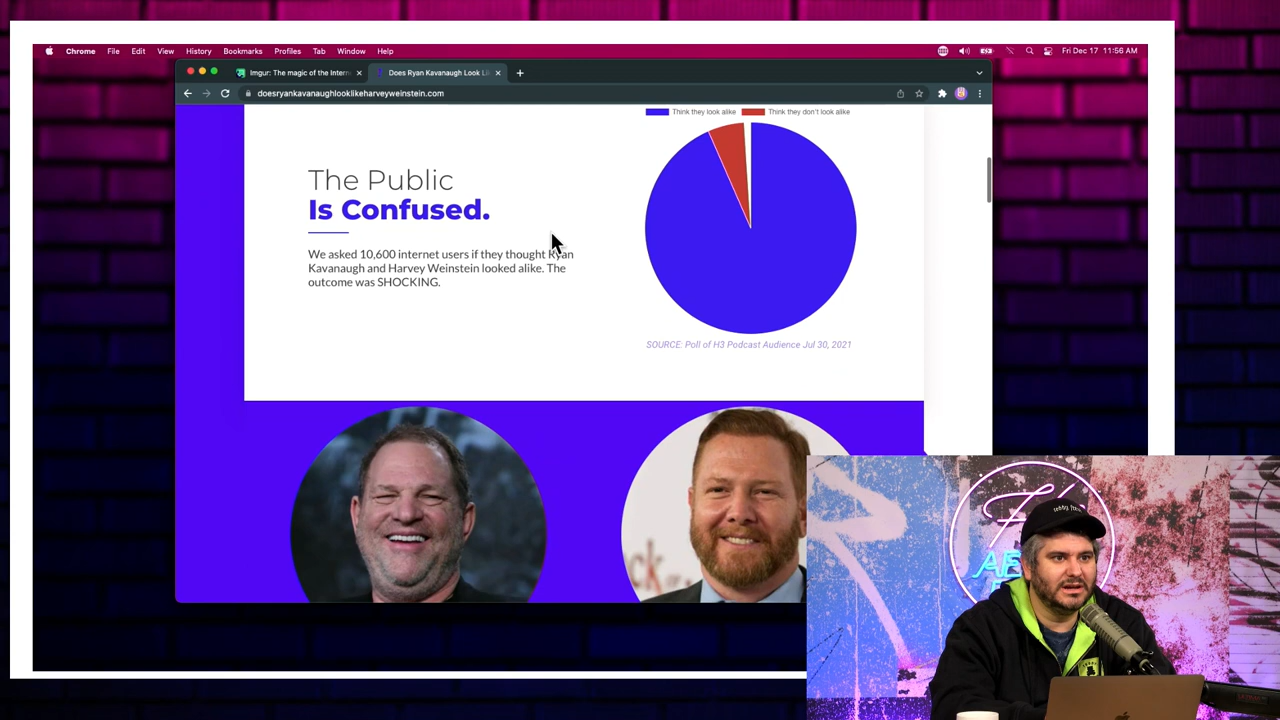 Chrome File Edit View History Bookmarks Profiles Tab Window Help
Fri Dec 17 11:56 AM
Imgur: The magic of the Intern
Does Ryan Kavanaugh Look Li
doesryankavanaughlooklikeharveyweinstein.com
Think they look alike
Think they don't look alike
The Public
Is Confused.
We asked 10,600 internet users if they thought Ryan
Kavanaugh and Harvey Weinstein looked alike. The
outcome was SHOCKING.
SOURCE: Poll of H3 Podcast Audience Jul 30, 2021